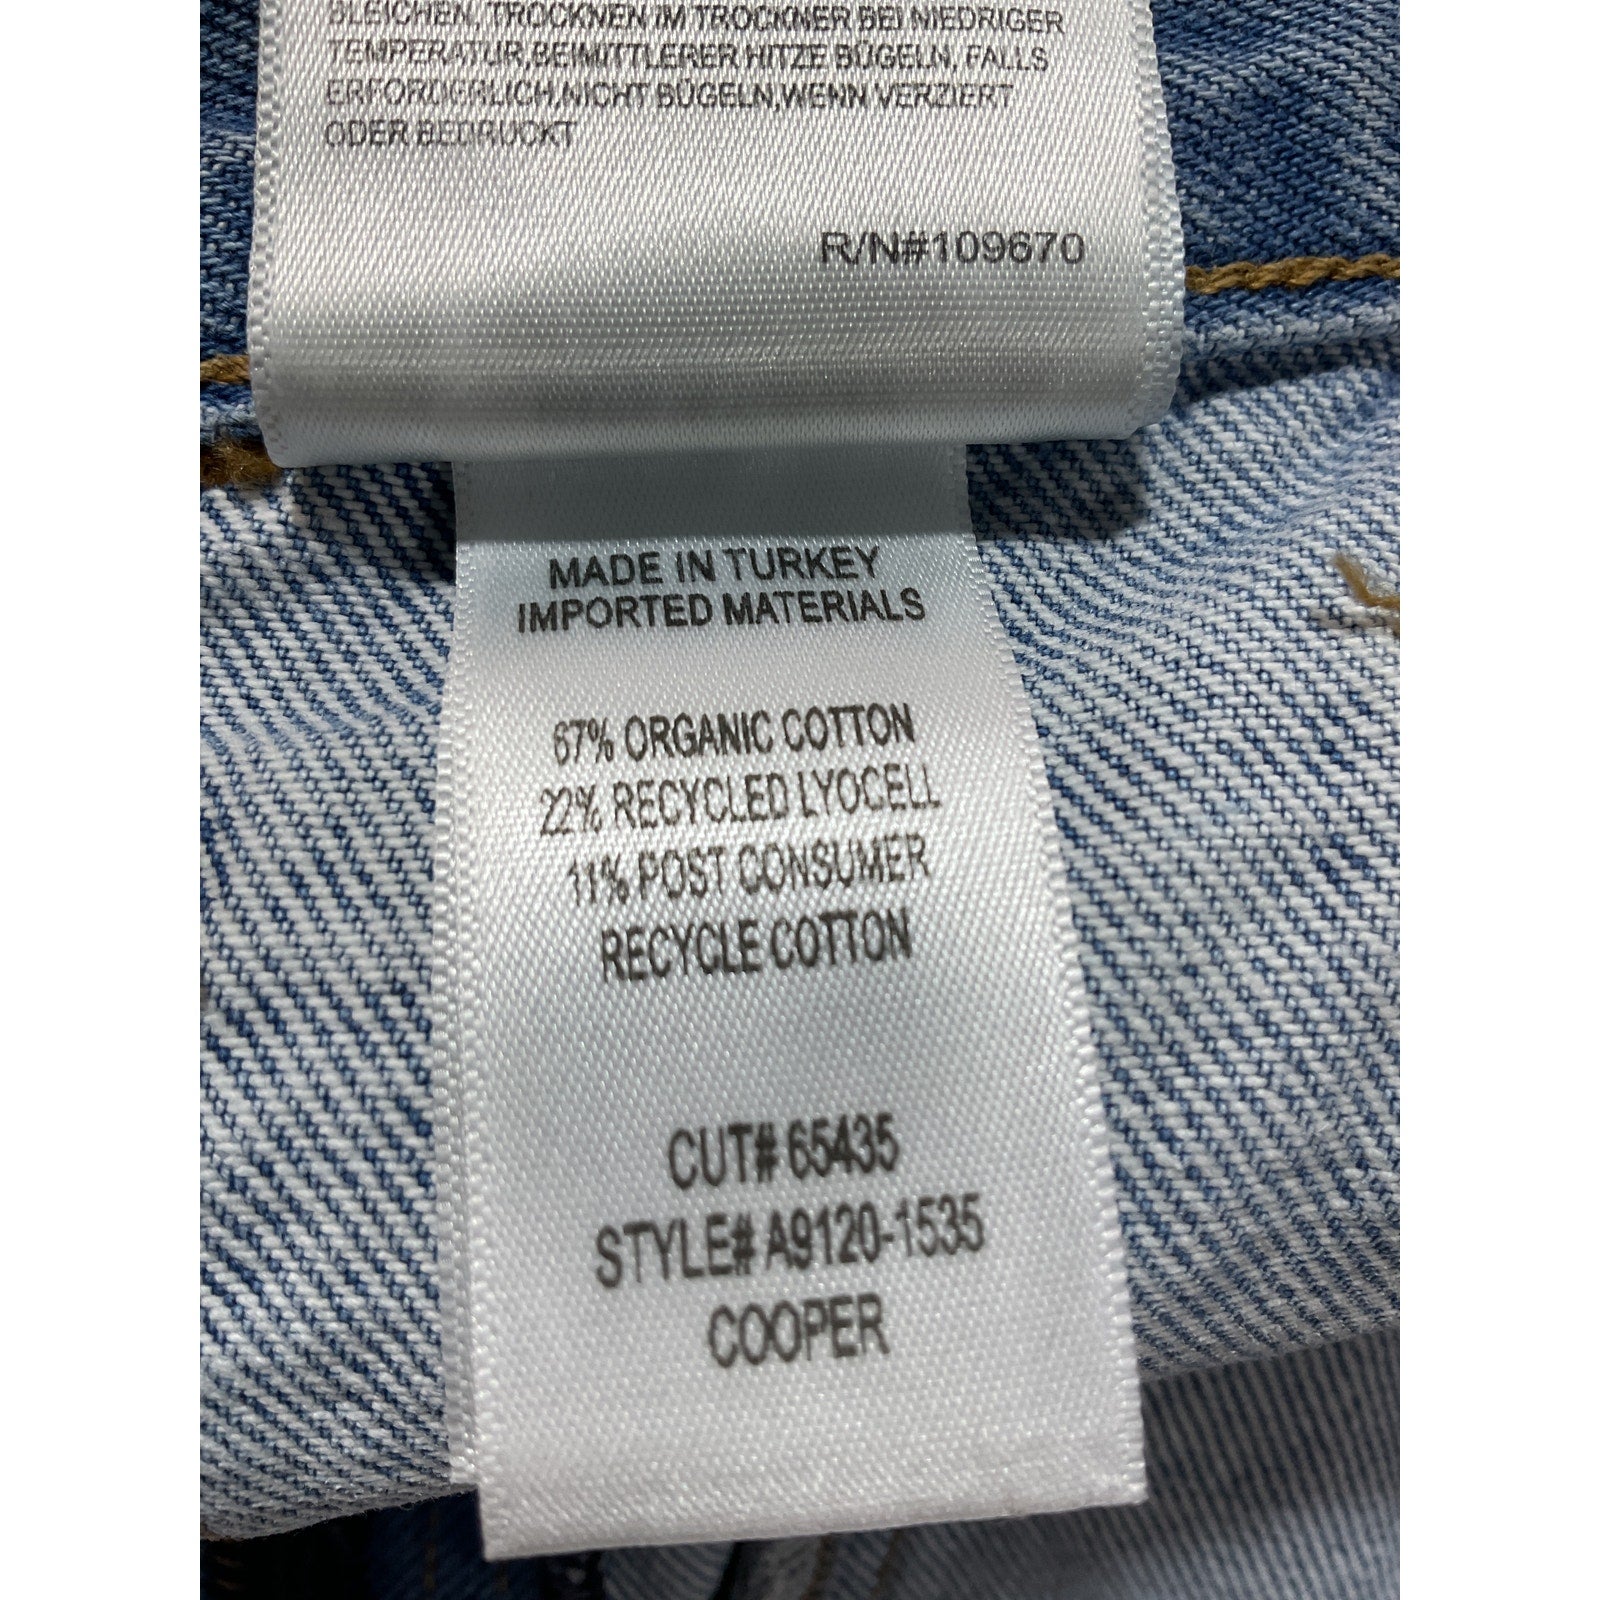 BLEICHEN, TROCKNEN IM TROCKNER BEI NIEDRIGER
TEMPERATUR,BEIMITTLERER HITZE BÜGELN, FALLS
ERFORDERLICH,NICHT BÜGELN,WENN VERZIERT
ODER BEDRUCKT
R/N#109670
MADE IN TURKEY
IMPORTED MATERIALS
67% ORGANIC COTTON
22% RECYCLED LYOCELL
11% POST CONSUMER
RECYCLE COTTON
CUT# 65435
STYLE# A9120-1535
COOPER